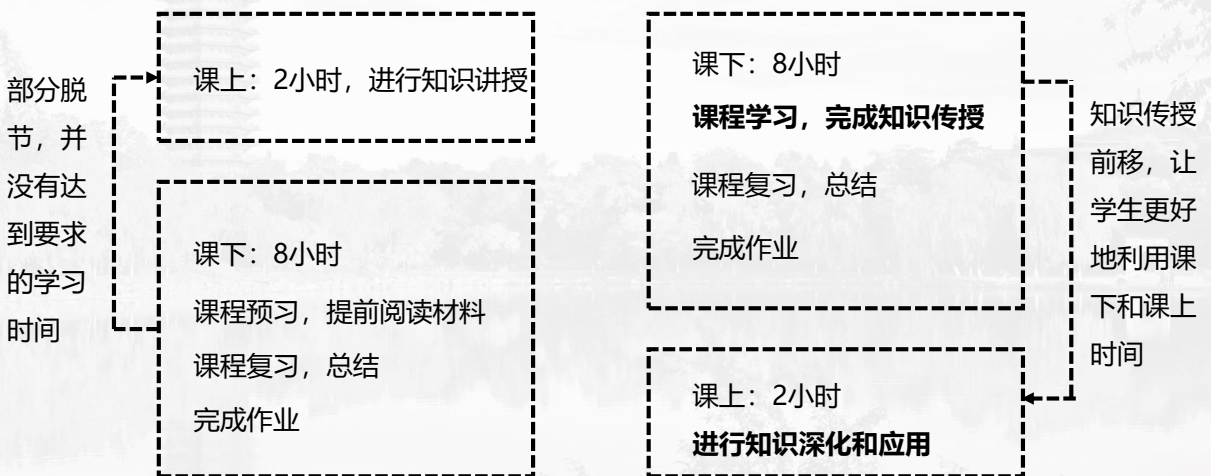 部分脱
节，并
没有达
到要求
的学习
时间
课上：2小时，进行知识讲授
课下：8小时
课程预习，提前阅读材料
课程复习，总结
完成作业
课下：8小时
课程学习，完成知识传授
课程复习，总结
完成作业
课上：2小时
进行知识深化和应用
知识传授
前移，让
学生更好
地利用课
下和课上
时间